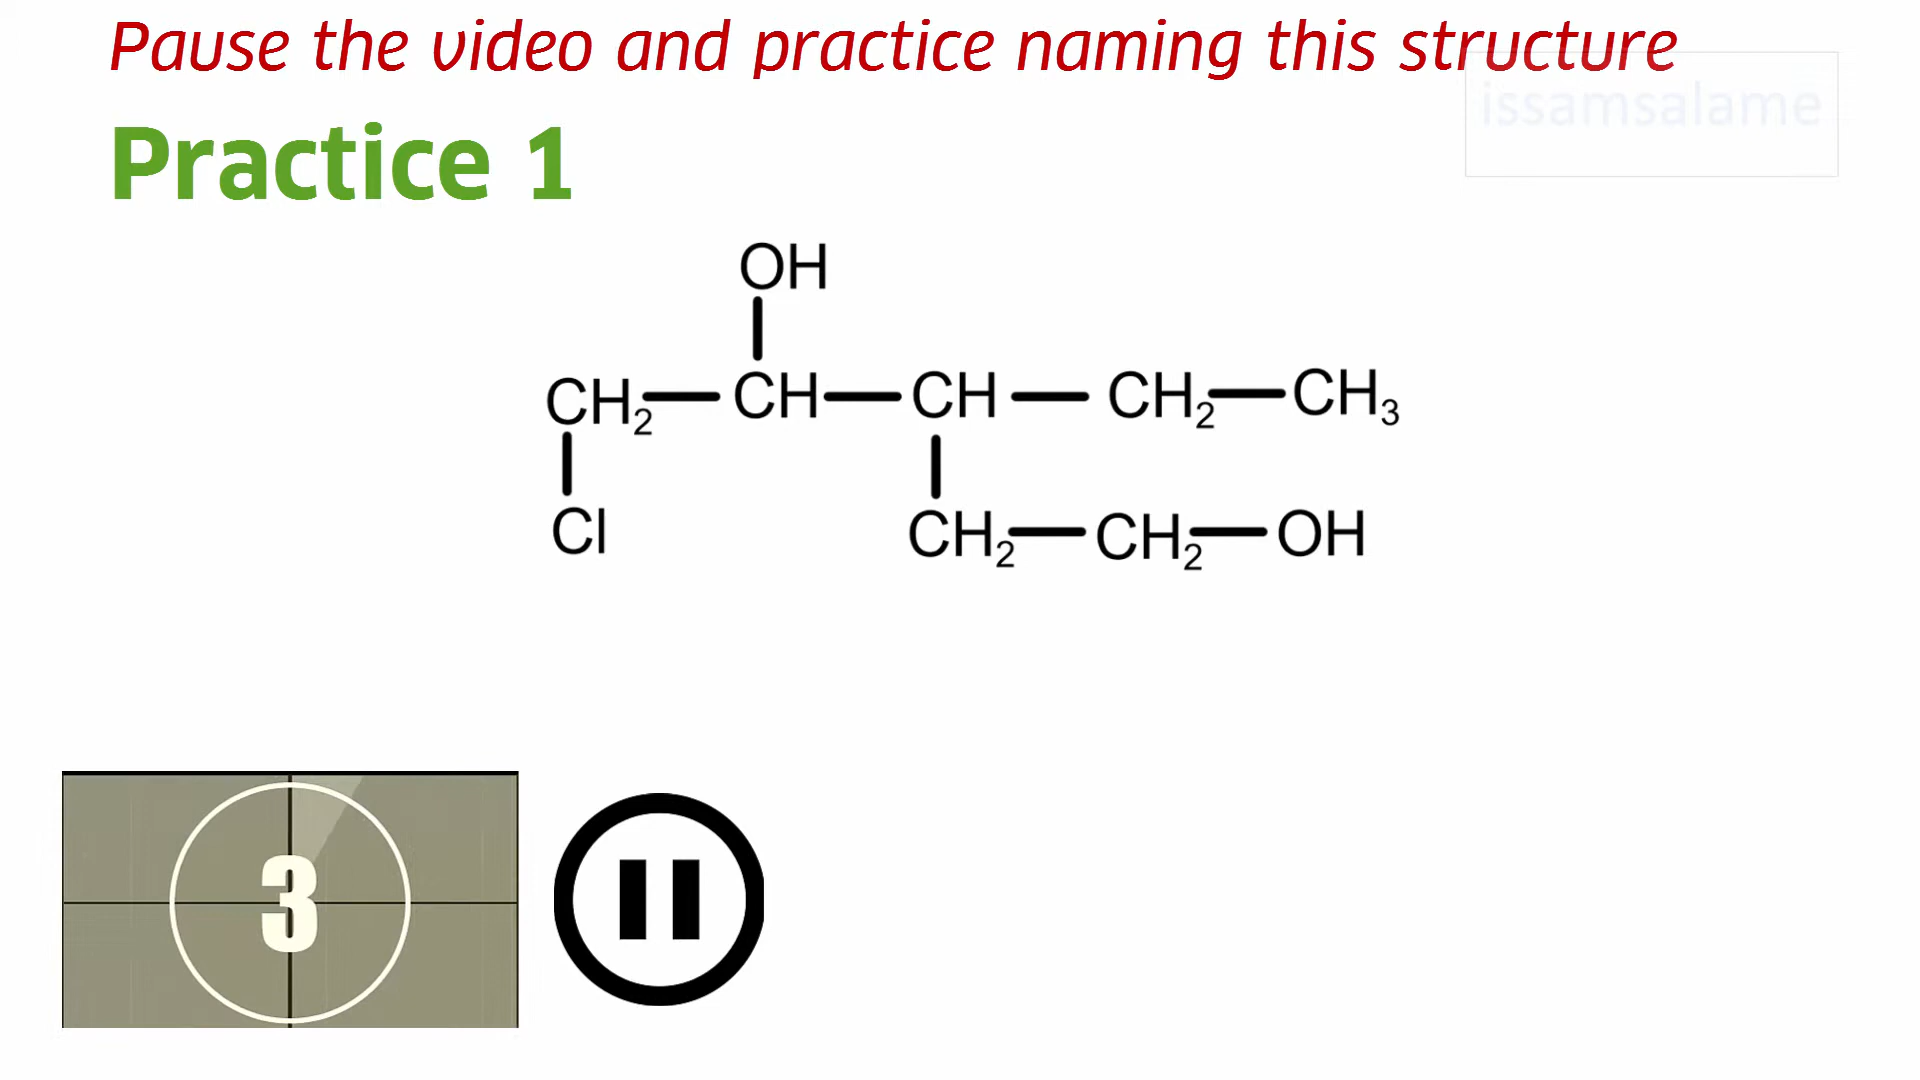 Pause the video and practice naming this structure
issamsalame
Practice 1
OH
CH₂—CH—CH—CH₂—CH₃
Cl CH₂—CH₂—OH
3